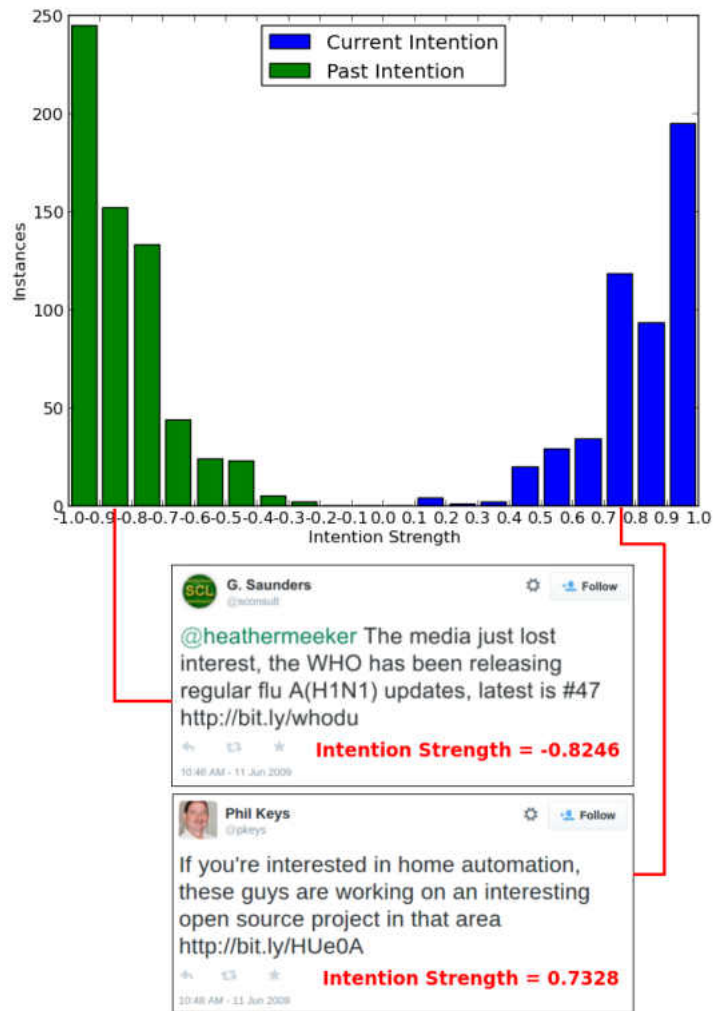 250
200
150
100
50
0
Instances
Current Intention
Past Intention
-1.0-0.9-0.8-0.7-0.6-0.5-0.4-0.3-0.2-0.1 0.0 0.1 0.2 0.3 0.4 0.5 0.6 0.7 0.8 0.9 1.0
Intention Strength
SCL
G. Saunders
@sconsult
Follow
@heathermeeker The media just lost
interest, the WHO has been releasing
regular flu A(H1N1) updates, latest is #47
http://bit.ly/whodu
Intention Strength = -0.8246
10:46 AM - 11 Jun 2009
Phil Keys
@pkeys
Follow
If you're interested in home automation,
these guys are working on an interesting
open source project in that area
http://bit.ly/HUe0A
Intention Strength = 0.7328
10:48 AM - 11 Jun 2009